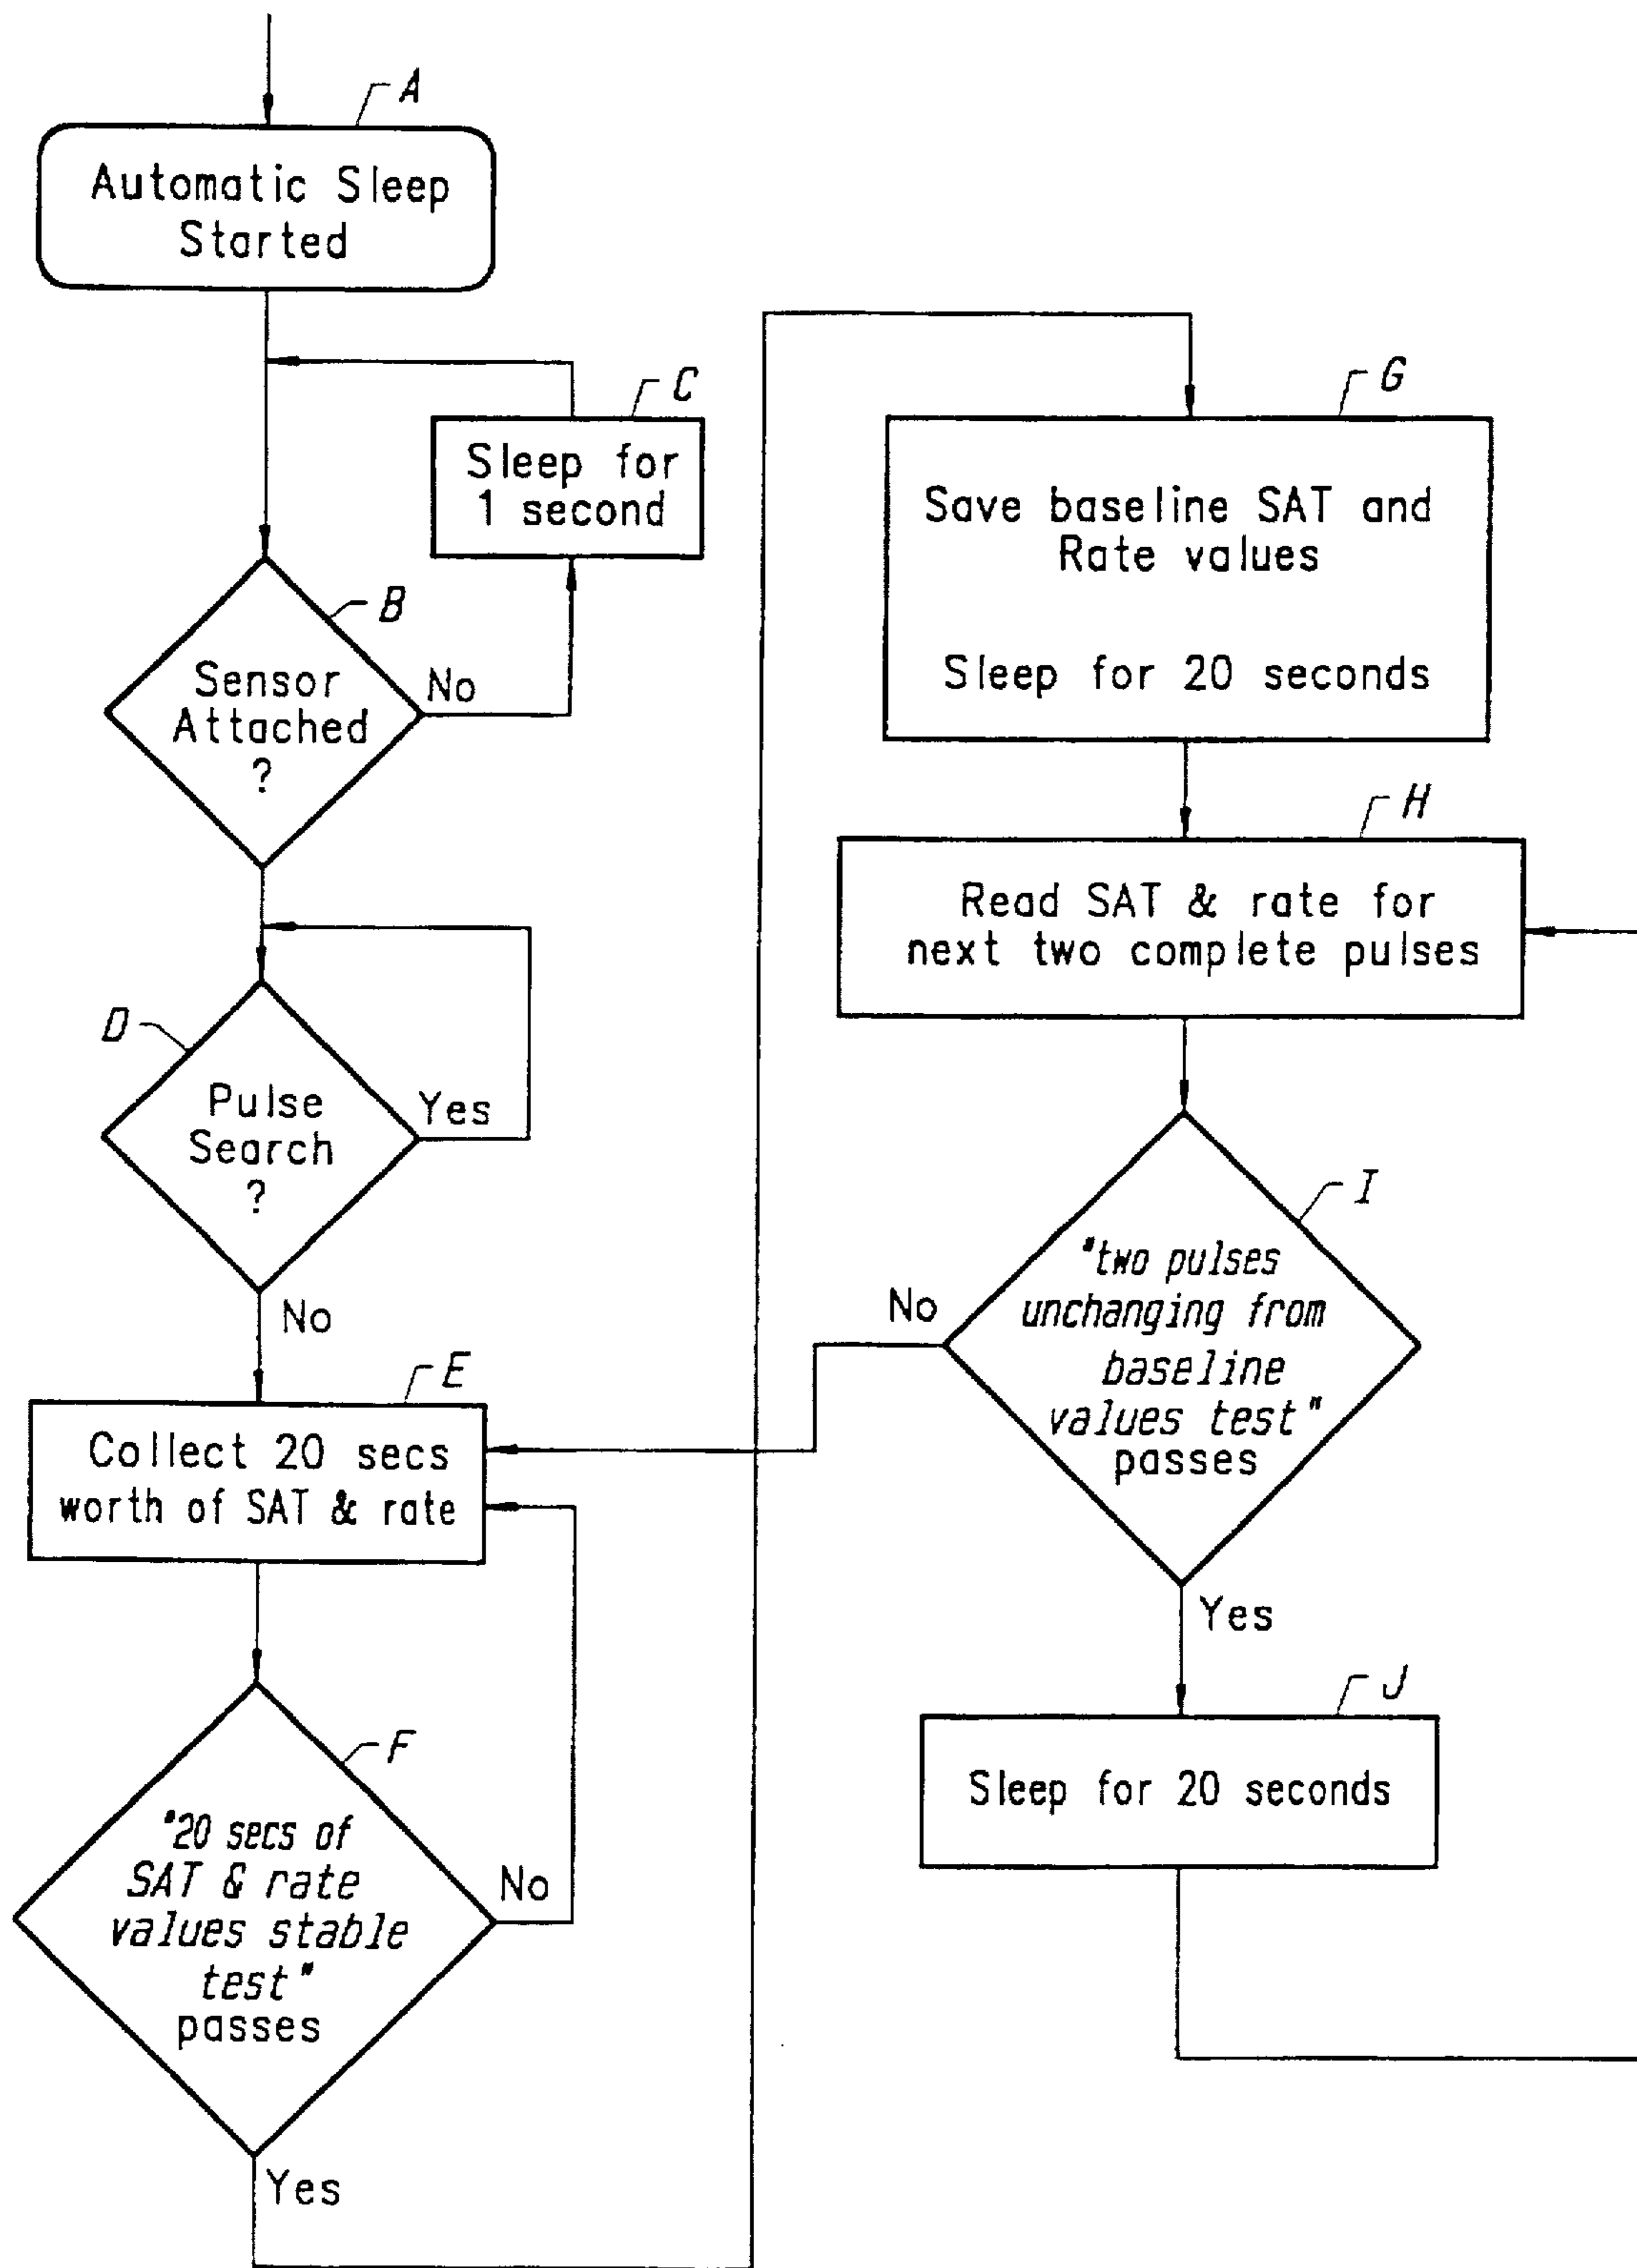 A
Automatic Sleep
Started
C
Sleep for
1 second
B
Sensor
Attached
?
No
D
Pulse
Search
?
Yes
No
E
Collect 20 secs
worth of SAT & rate
F
"20 secs of
SAT & rate
values stable
test"
passes
No
Yes
G
Save baseline SAT and
Rate values
Sleep for 20 seconds
H
Read SAT & rate for
next two complete pulses
I
"two pulses
unchanging from
baseline
values test"
passes
No
Yes
J
Sleep for 20 seconds